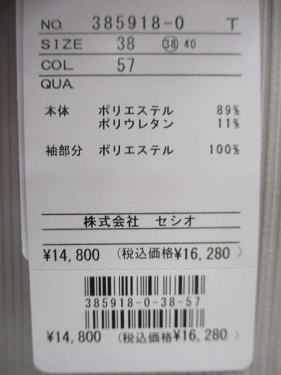 NO. 385918-0 T
SIZE 38 ㊳ 40
COL. 57
QUA
本体 ポリエステル 89%
ポリウレタン 11%
袖部分 ポリエステル 100%
株式会社 セシオ
¥14,800 (税込価格¥16,280)
385918-0-38-57
¥14,800 (税込価格¥16,280)